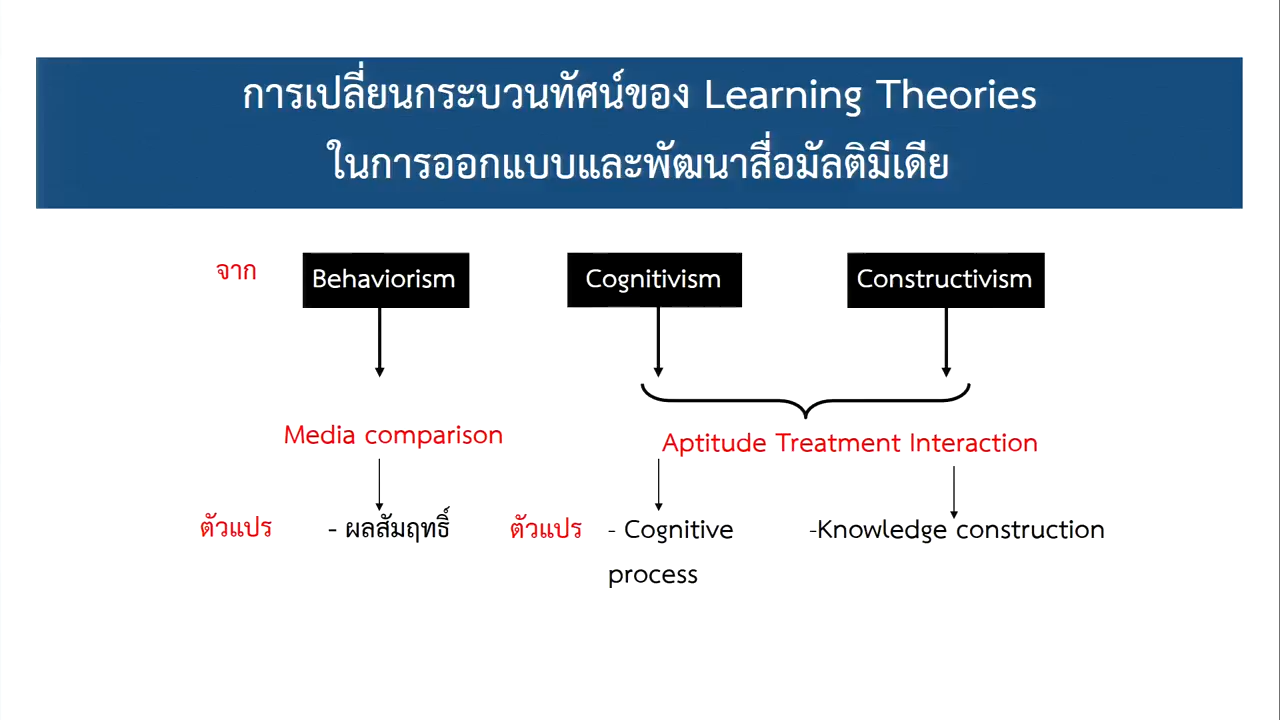 การเปลี่ยนกระบวนทัศน์ของ Learning Theories
ในการออกแบบและพัฒนาสื่อมัลติมีเดีย
จาก Behaviorism Cognitivism Constructivism
Media comparison Aptitude Treatment Interaction
ตัวแปร - ผลสัมฤทธิ์ ตัวแปร - Cognitive -Knowledge construction
process